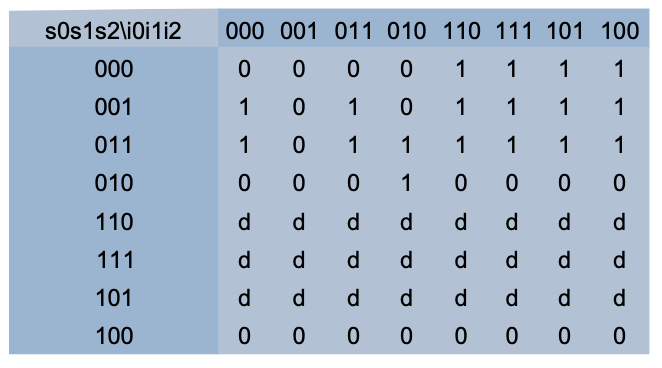 s0s1s2\i0i1i2 000 001 011 010 110 111 101 100
000 0 0 0 0 1 1 1 1
001 1 0 1 0 1 1 1 1
011 1 0 1 1 1 1 1 1
010 0 0 0 1 0 0 0 0
110 d d d d d d d d
111 d d d d d d d d
101 d d d d d d d d
100 0 0 0 0 0 0 0 0